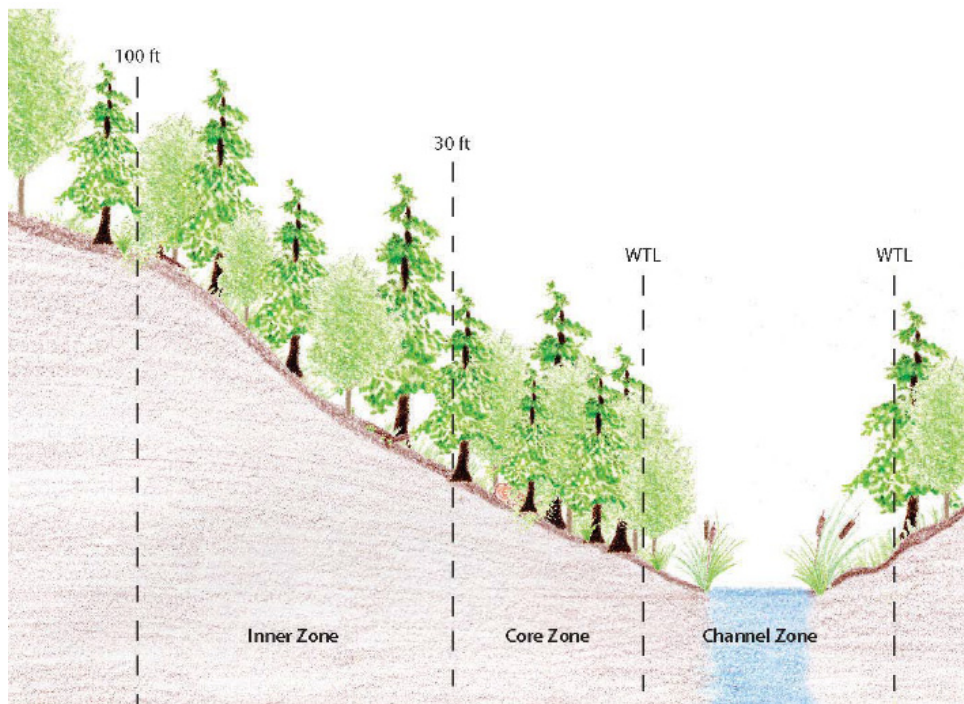 100 ft
30 ft
WTL
WTL
Inner Zone
Core Zone
Channel Zone